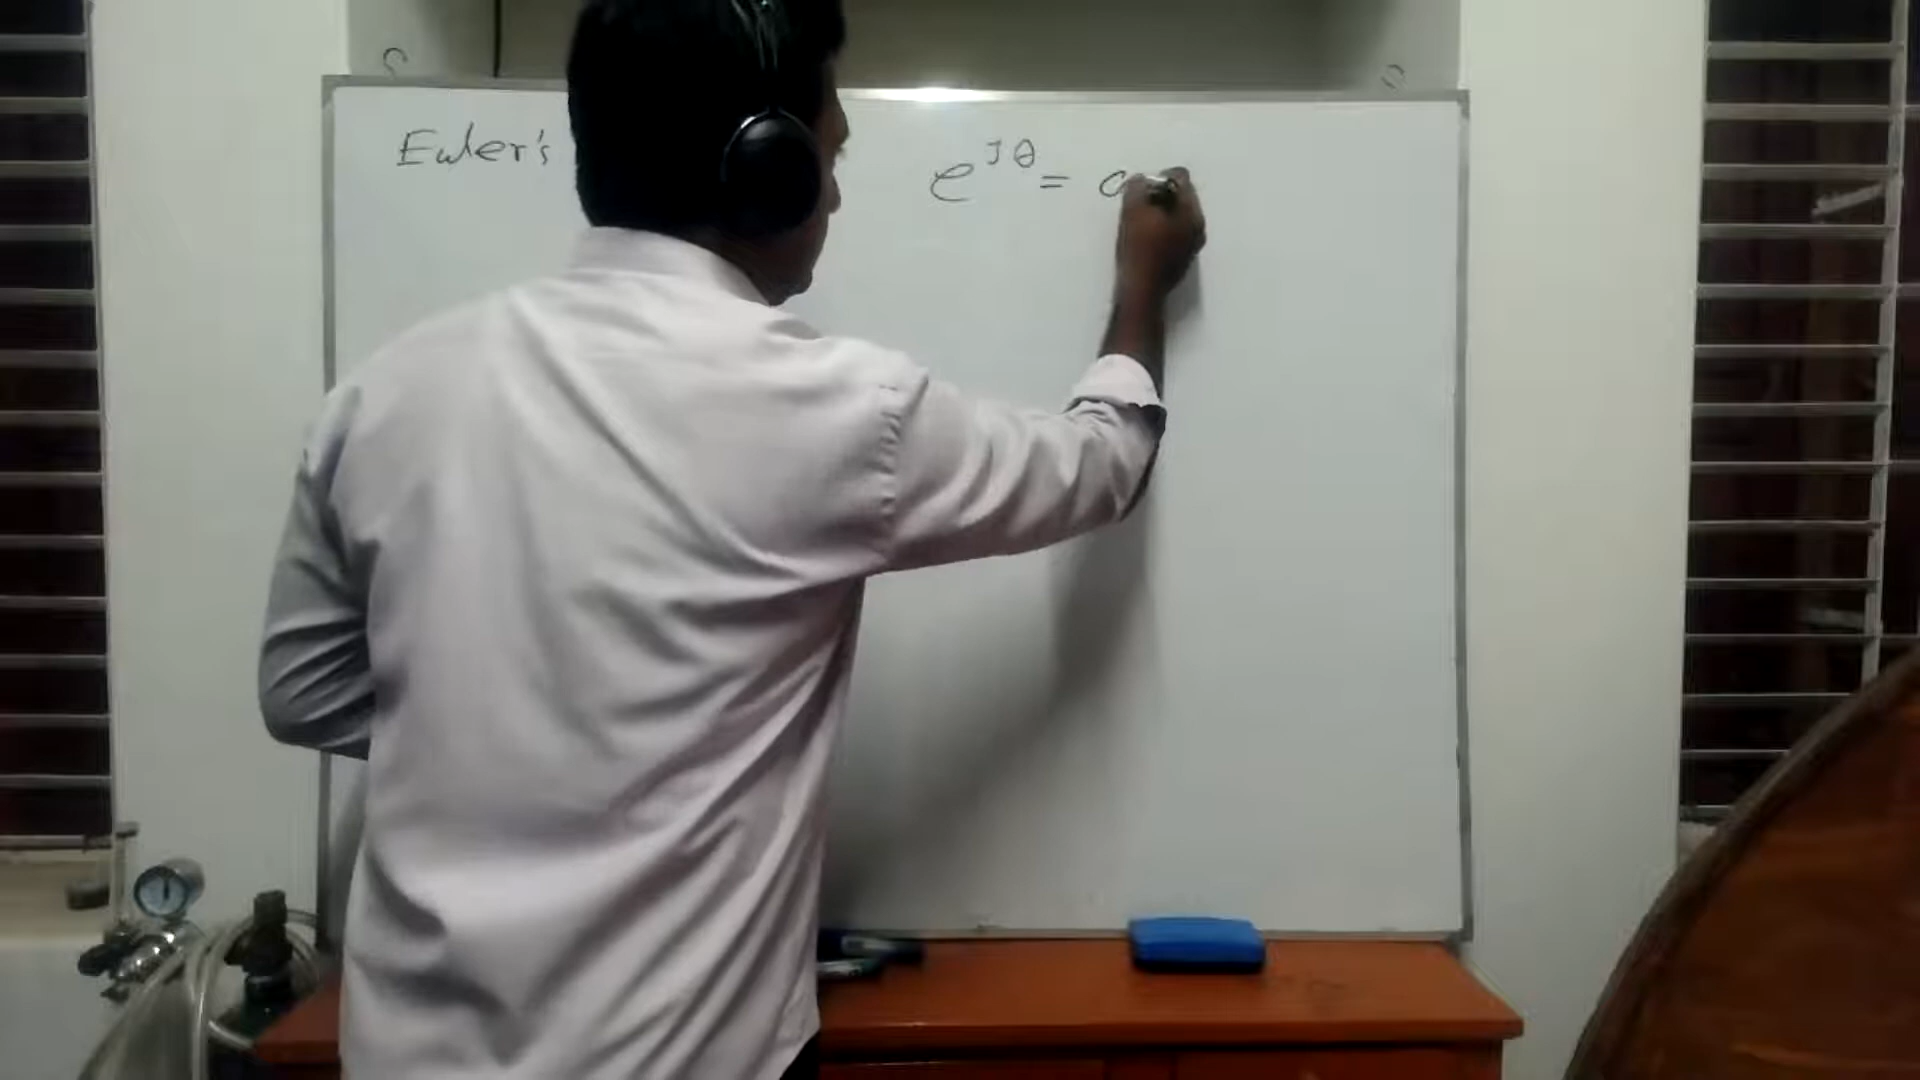 Euler's
e^{Jθ} = c